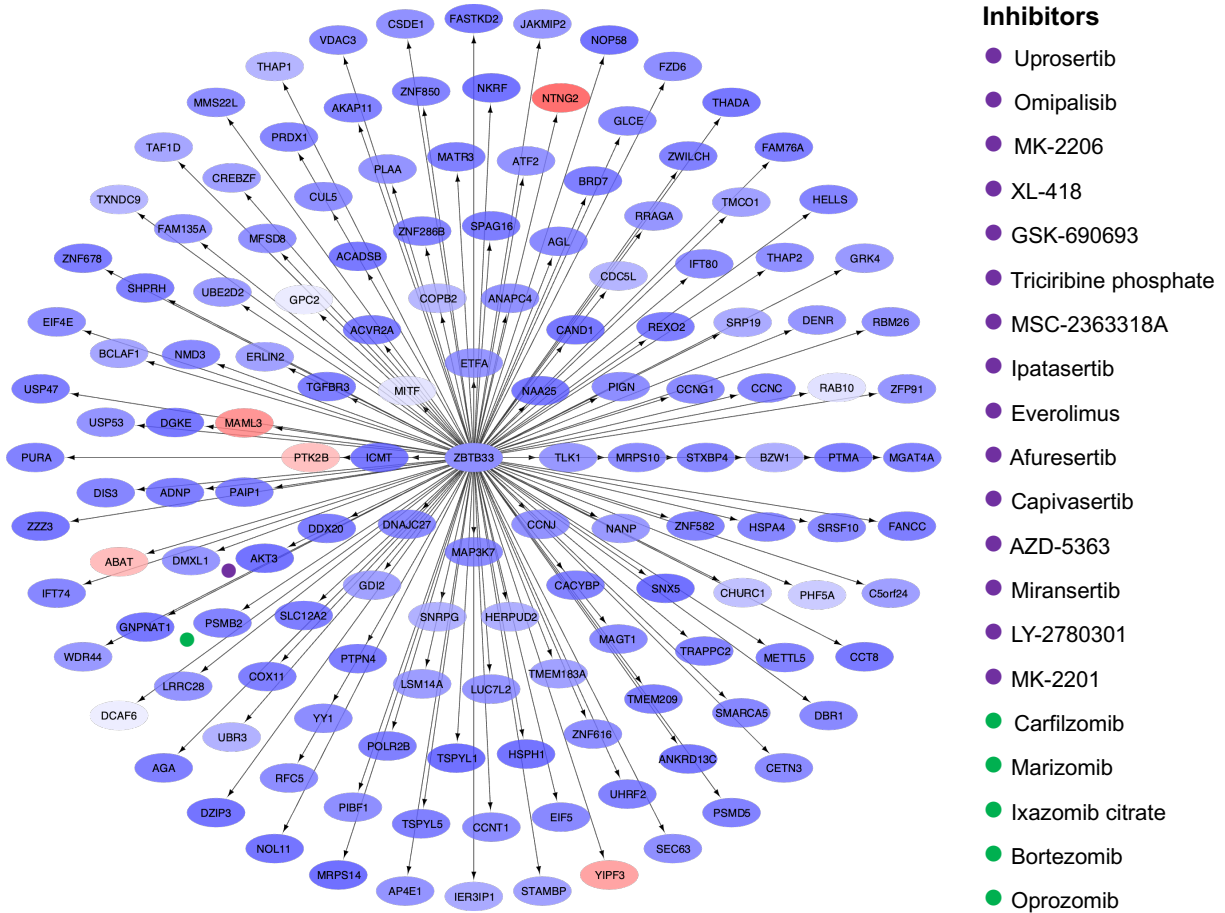 FASTKD2
CSDE1
JAKMIP2
VDAC3
NOP58
THAP1
FZD6
ZNF850
NKRF
NTNG2
MMS22L
AKAP11
THADA
GLCE
PRDX1
TAF1D
FAM76A
MATR3
ZWILCH
ATF2
PLAA
CREBZF
BRD7
TXNDC9
CUL5
HELLS
TMCO1
RRAGA
FAM135A
ZNF286B
SPAG16
MFSD8
AGL
ZNF678
ACADSB
GRK4
THAP2
IFT80
SHPRH
UBE2D2
GPC2
COPB2
ANAPC4
CDC5L
EIF4E
ACVR2A
CAND1
REXO2
SRP19
DENR
RBM26
BCLAF1
NMD3
ERLIN2
ETFA
USP47
TGFBR3
MITF
NAA25
PIGN
CCNG1
CCNC
RAB10
ZFP91
USP53
DGKE
MAML3
PURA
PTK2B
ICMT
ZBTB33
TLK1
MRPS10
STXBP4
BZW1
PTMA
MGAT4A
DIS3
ADNP
PAIP1
ZZZ3
DDX20
DNAJC27
CCNJ
NANP
ZNF582
HSPA4
SRSF10
FANCC
ABAT
DMXL1
AKT3
MAP3K7
IFT74
GDI2
CACYBP
SNX5
CHURC1
PHF5A
C5orf24
GNPNAT1
PSMB2
SLC12A2
SNRPG
HERPUD2
MAGT1
TRAPPC2
METTL5
CCT8
WDR44
LRRC28
COX11
PTPN4
LSM14A
LUC7L2
TMEM183A
TMEM209
SMARCA5
DBR1
DCAF6
UBR3
YY1
POLR2B
TSPYL1
HSPH1
ZNF616
ANKRD13C
CETN3
AGA
RFC5
PIBF1
TSPYL5
CCNT1
EIF5
UHRF2
PSMD5
DZIP3
NOL11
SEC63
MRPS14
AP4E1
IER3IP1
STAMBP
YIPF3
Inhibitors
Uprosertib
Omipalisib
MK-2206
XL-418
GSK-690693
Triciribine phosphate
MSC-2363318A
Ipatasertib
Everolimus
Afuresertib
Capivasertib
AZD-5363
Miransertib
LY-2780301
MK-2201
Carfilzomib
Marizomib
Ixazomib citrate
Bortezomib
Oprozomib